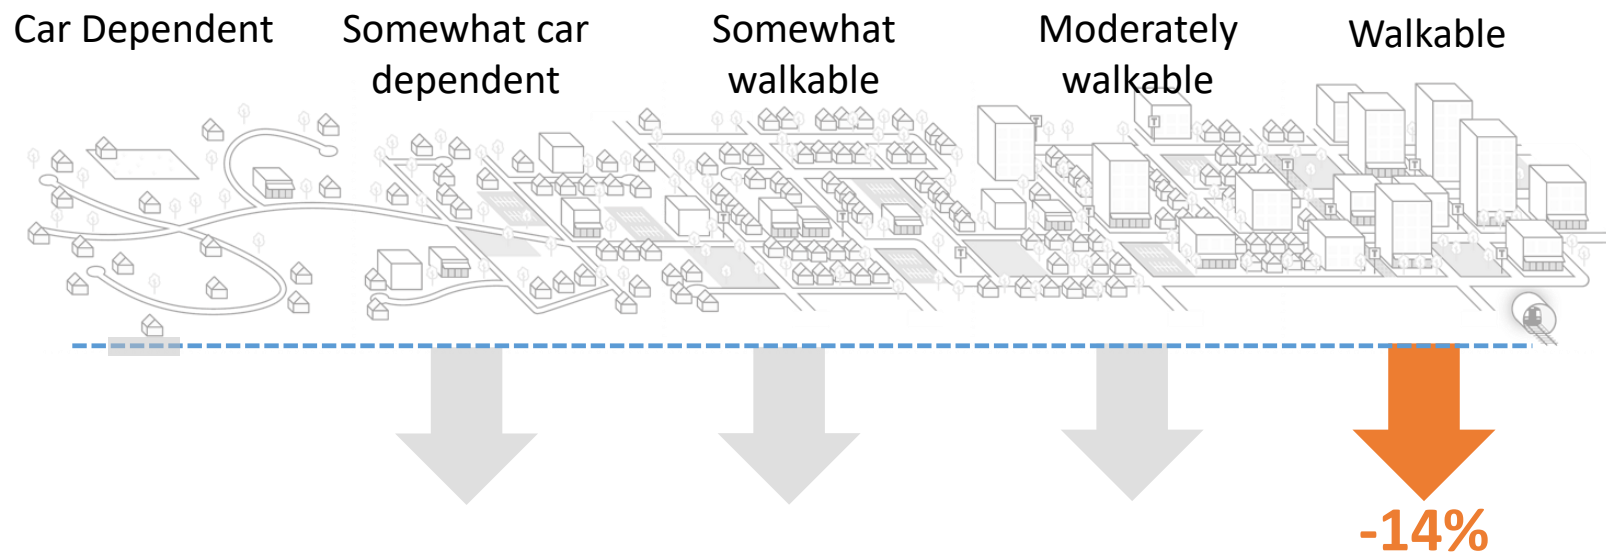 Car Dependent
Somewhat car
dependent
Somewhat
walkable
Moderately
walkable
Walkable
-14%